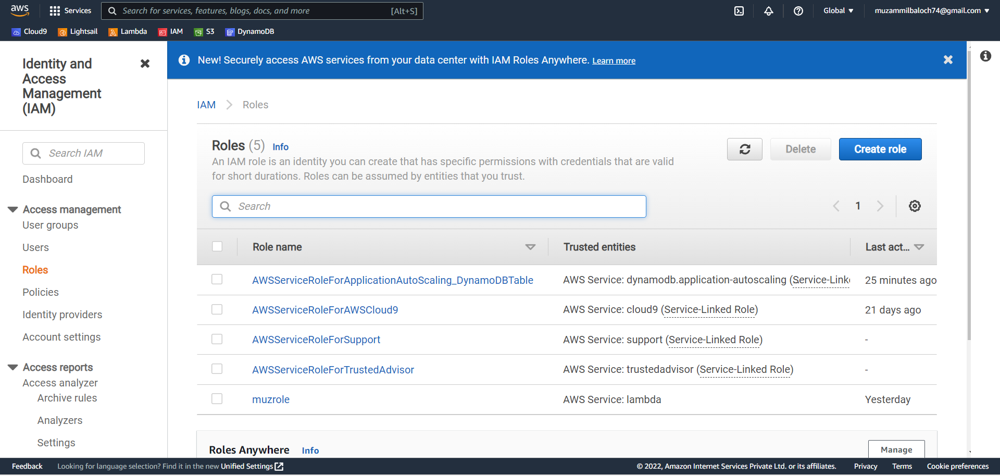 aws
Services
Search for services, features, blogs, docs, and more
[Alt+S]
Global
muzammilbaloch74@gmail.com
Cloud9
Lightsail
Lambda
IAM
S3
DynamoDB
Identity and
Access
Management
(IAM)
Search IAM
Dashboard
Access management
User groups
Users
Roles
Policies
Identity providers
Account settings
Access reports
Access analyzer
Archive rules
Analyzers
Settings
New! Securely access AWS services from your data center with IAM Roles Anywhere. Learn more
IAM
Roles
Roles (5) Info
An IAM role is an identity you can create that has specific permissions with credentials that are valid
for short durations. Roles can be assumed by entities that you trust.
Delete
Create role
Search
1
Role name
Trusted entities
Last act...
AWSServiceRoleForApplicationAutoScaling_DynamoDBTable
AWS Service: dynamodb.application-autoscaling (Service-Link
25 minutes ago
AWSServiceRoleForAWSCloud9
AWS Service: cloud9 (Service-Linked Role)
21 days ago
AWSServiceRoleForSupport
AWS Service: support (Service-Linked Role)
-
AWSServiceRoleForTrustedAdvisor
AWS Service: trustedadvisor (Service-Linked Role)
-
muzrole
AWS Service: lambda
Yesterday
Roles Anywhere Info
Manage
Feedback
Looking for language selection? Find it in the new Unified Settings
© 2022, Amazon Internet Services Private Ltd. or its affiliates.
Privacy
Terms
Cookie preferences